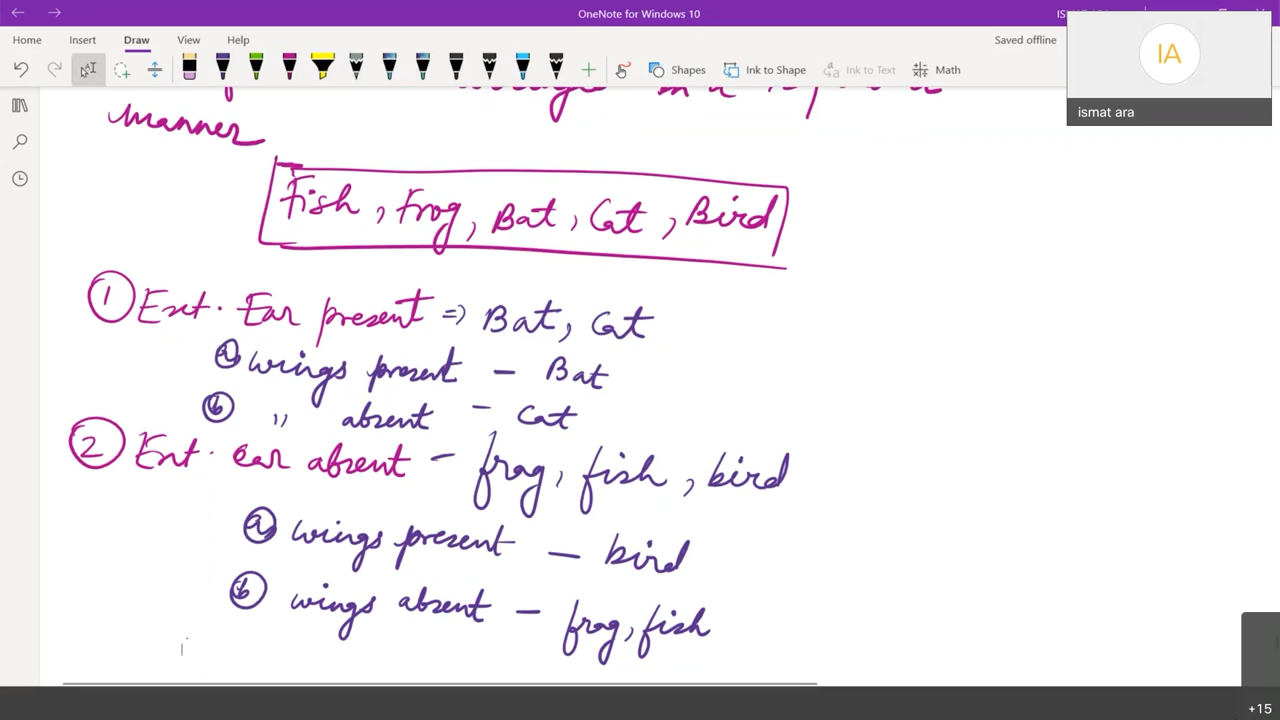 OneNote for Windows 10
Home Insert Draw View Help
Saved offline
IA
Shapes Ink to Shape Ink to Text Math
ismat ara
manner
Fish, Frog, Bat, Cat, Bird
① Ext. Ear present => Bat, Cat
ⓐ wings present - Bat
ⓑ " absent - Cat
② Ext. ear absent - frog, fish, bird
ⓐ wings present - bird
ⓑ wings absent - frog, fish
+15